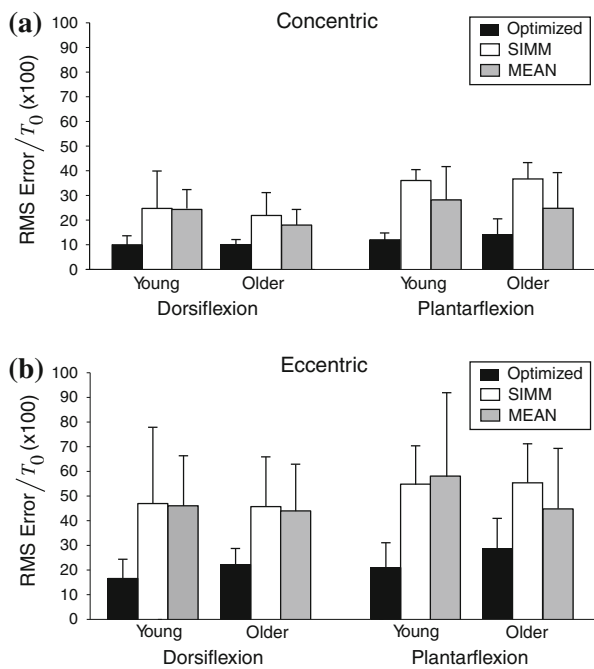 (a)
Concentric
Optimized
SIMM
MEAN
RMS Error/T0 (x100)
100
90
80
70
60
50
40
30
20
10
0
Young Older Young Older
Dorsiflexion Plantarflexion
(b)
Eccentric
Optimized
SIMM
MEAN
RMS Error/T0 (x100)
100
90
80
70
60
50
40
30
20
10
0
Young Older Young Older
Dorsiflexion Plantarflexion